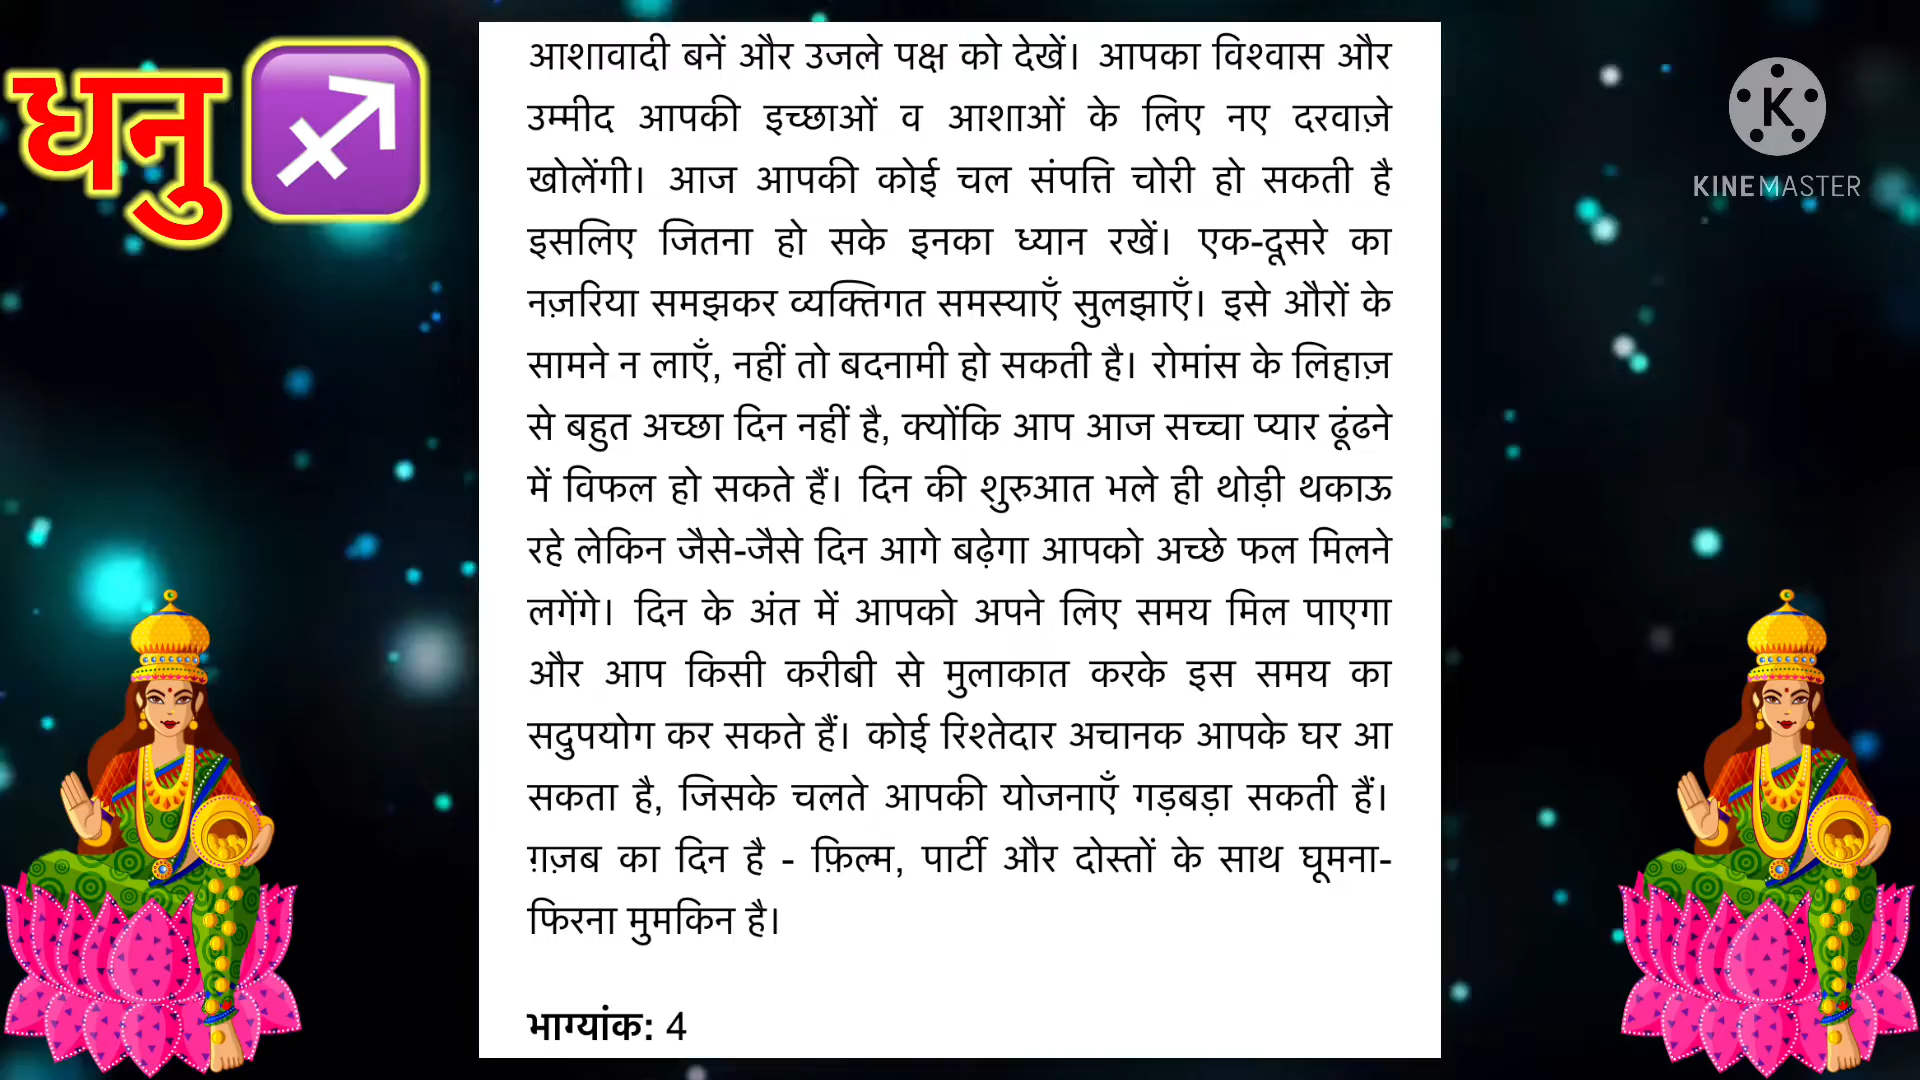 धनु
आशावादी बनें और उजले पक्ष को देखें। आपका विश्वास और
उम्मीद आपकी इच्छाओं व आशाओं के लिए नए दरवाज़े
खोलेंगी। आज आपकी कोई चल संपत्ति चोरी हो सकती है
इसलिए जितना हो सके इनका ध्यान रखें। एक-दूसरे का
नज़रिया समझकर व्यक्तिगत समस्याएँ सुलझाएँ। इसे औरों के
सामने न लाएँ, नहीं तो बदनामी हो सकती है। रोमांस के लिहाज़
से बहुत अच्छा दिन नहीं है, क्योंकि आप आज सच्चा प्यार ढूंढने
में विफल हो सकते हैं। दिन की शुरुआत भले ही थोड़ी थकाऊ
रहे लेकिन जैसे-जैसे दिन आगे बढ़ेगा आपको अच्छे फल मिलने
लगेंगे। दिन के अंत में आपको अपने लिए समय मिल पाएगा
और आप किसी करीबी से मुलाकात करके इस समय का
सदुपयोग कर सकते हैं। कोई रिश्तेदार अचानक आपके घर आ
सकता है, जिसके चलते आपकी योजनाएँ गड़बड़ा सकती हैं।
ग़ज़ब का दिन है - फ़िल्म, पार्टी और दोस्तों के साथ घूमना-
फिरना मुमकिन है।
भाग्यांक: 4
K
KINEMASTER